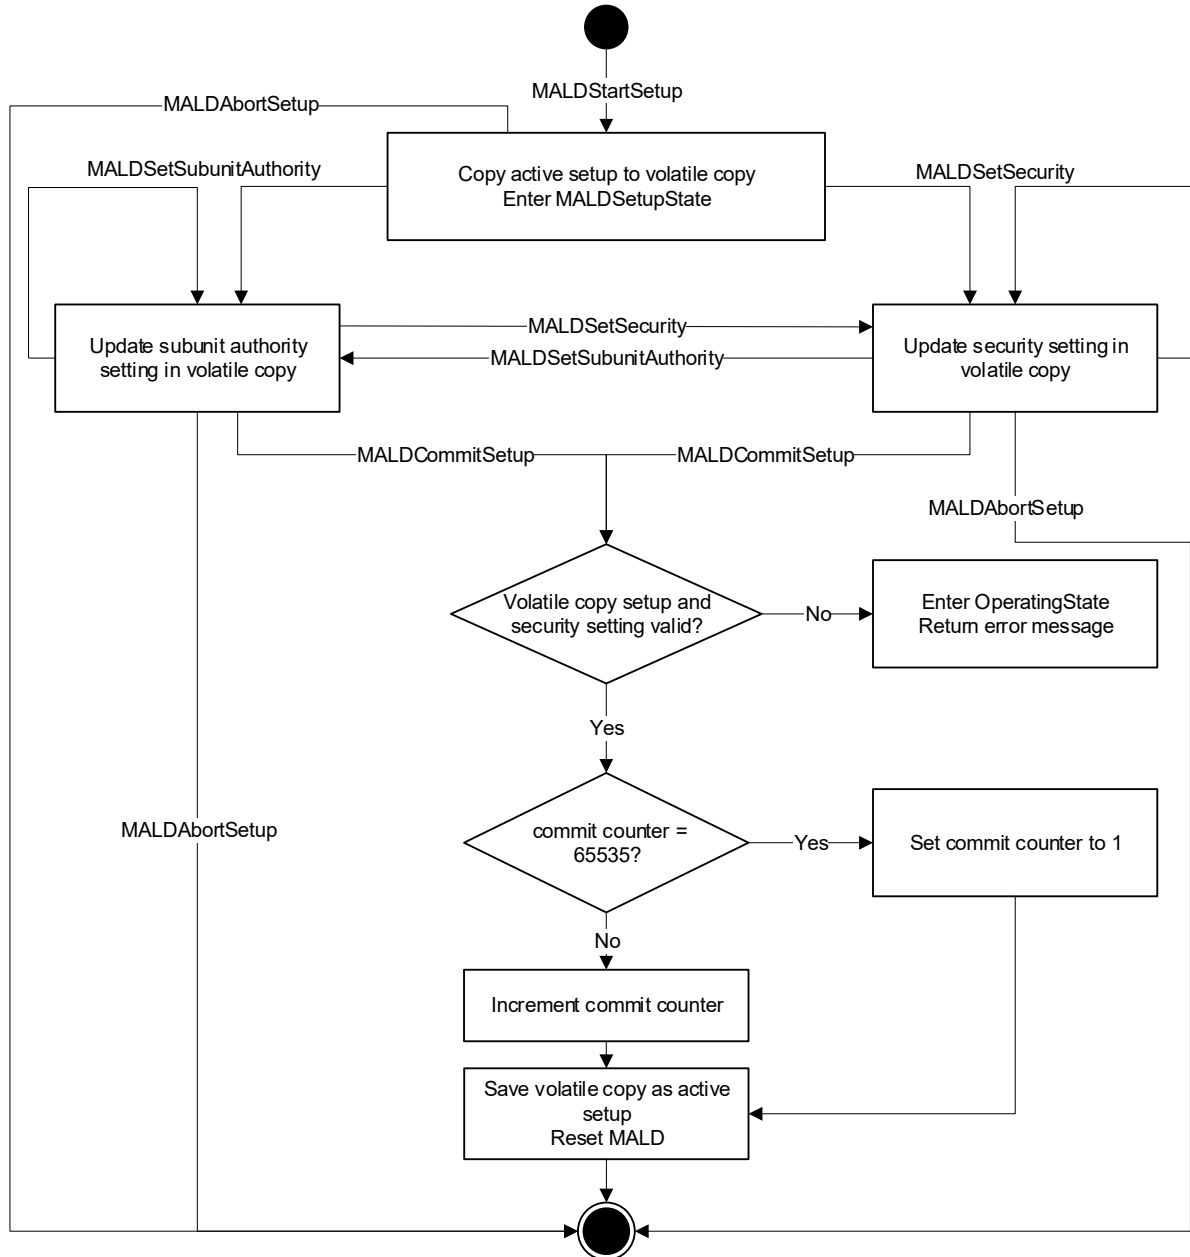 MALDStartSetup
MALDAbortSetup
MALDSetSubunitAuthority
Copy active setup to volatile copy
Enter MALDSetupState
MALDSetSecurity
Update subunit authority
setting in volatile copy
MALDSetSecurity
MALDSetSubunitAuthority
Update security setting in
volatile copy
MALDCommitSetup
MALDCommitSetup
MALDAbortSetup
Volatile copy setup and
security setting valid?
No
Enter OperatingState
Return error message
Yes
MALDAbortSetup
commit counter =
65535?
Yes
Set commit counter to 1
No
Increment commit counter
Save volatile copy as active
setup
Reset MALD